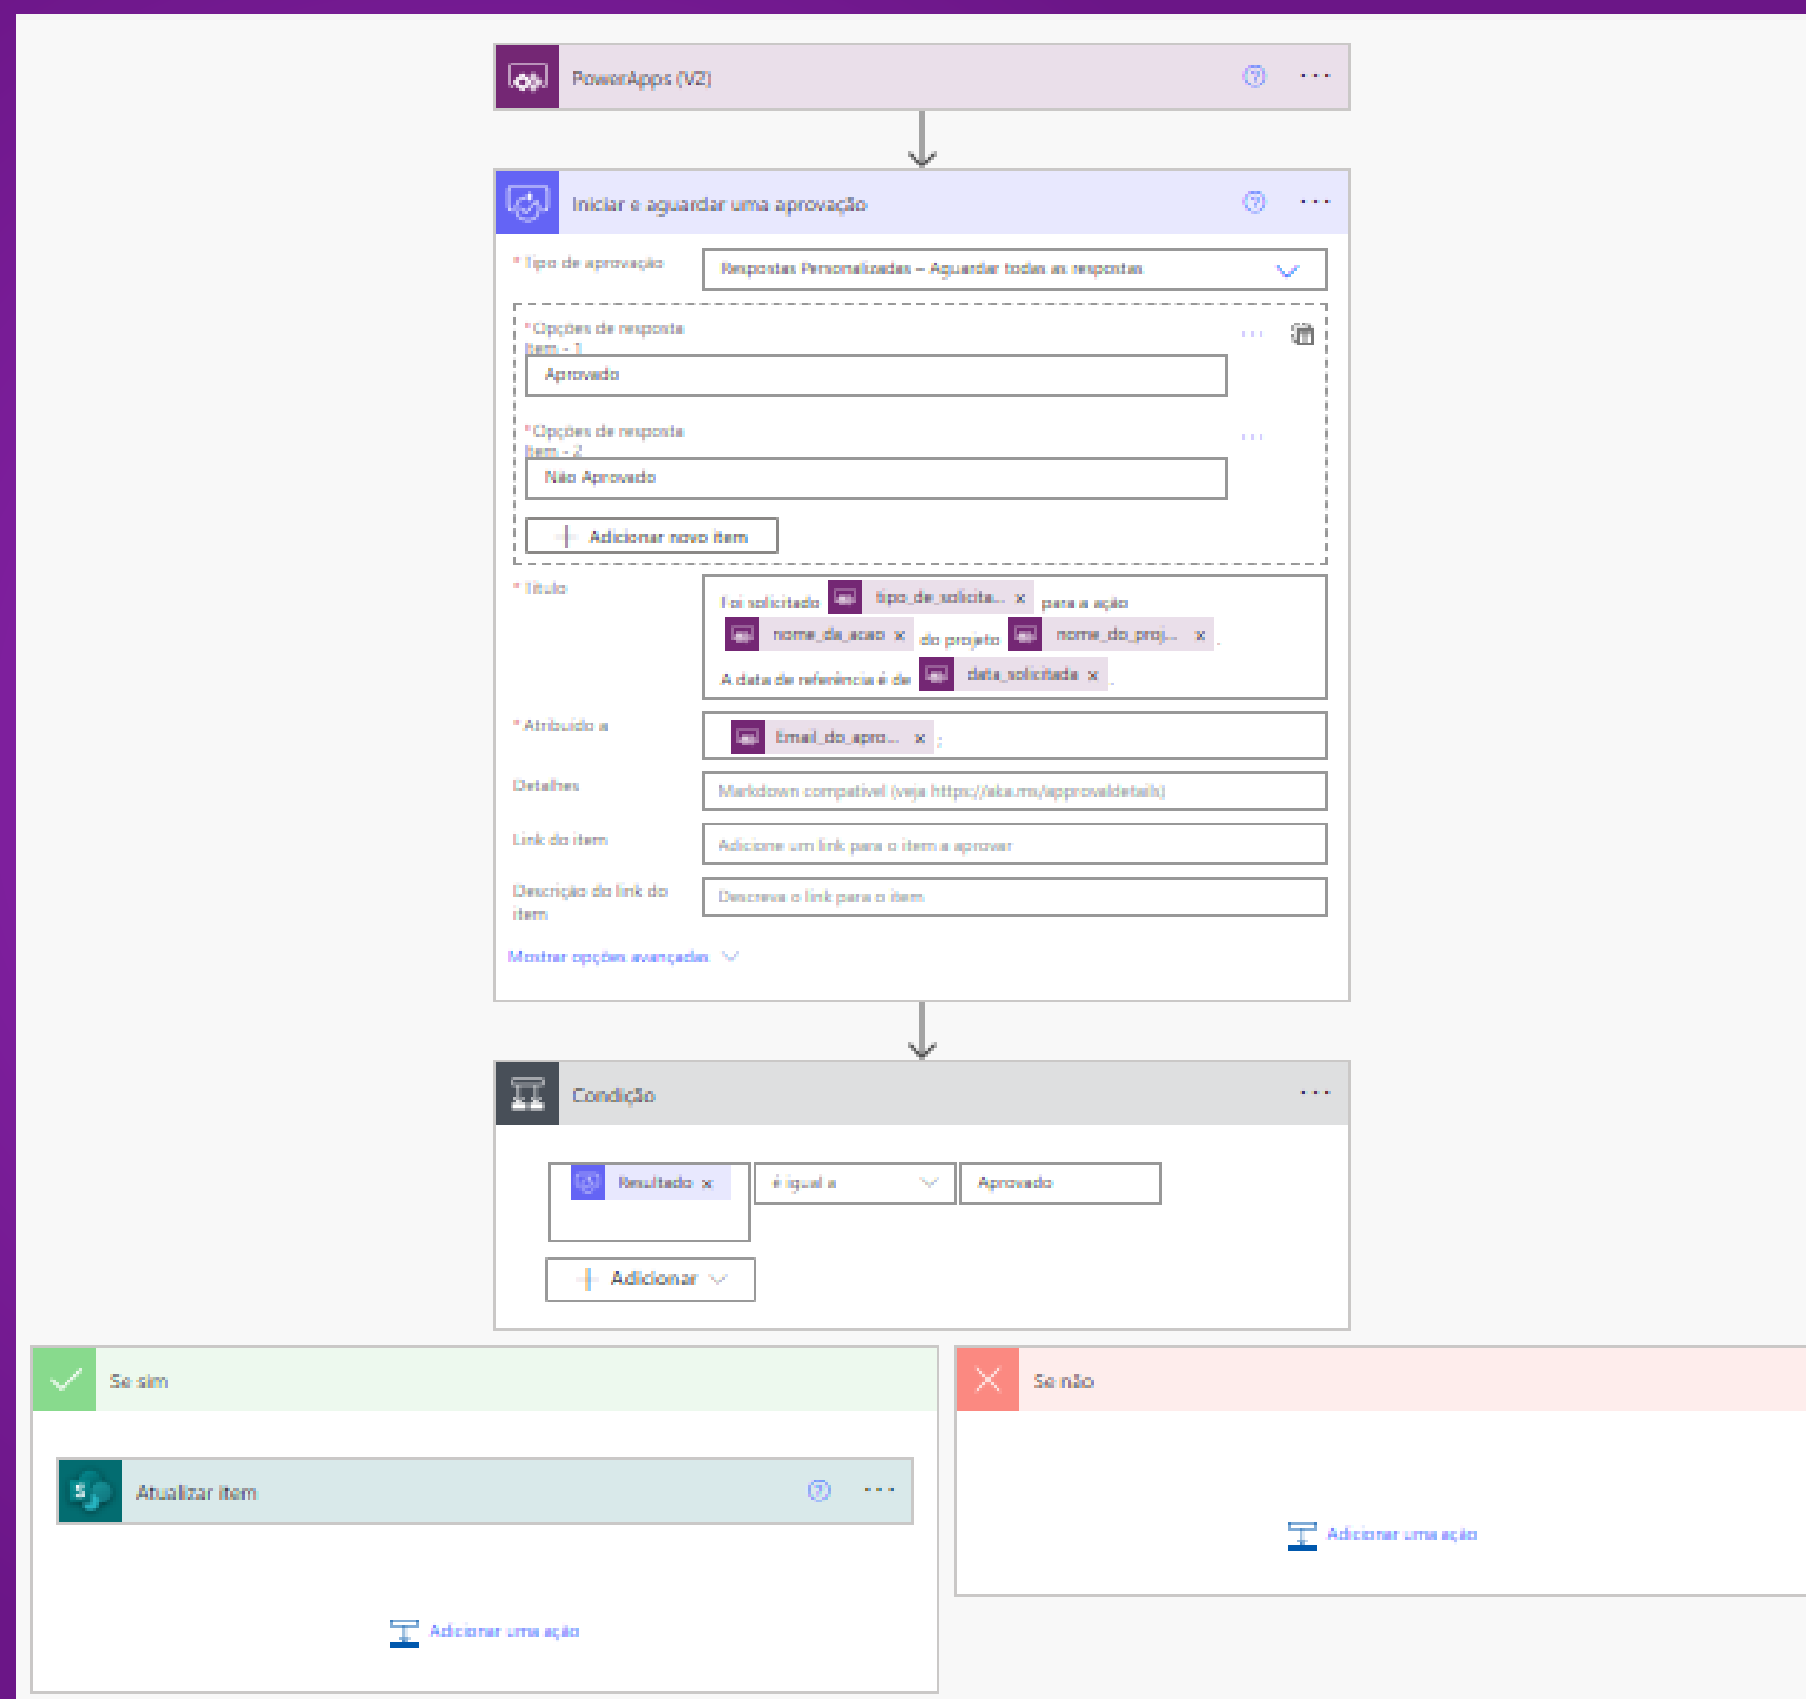 PowerApps (V2)
Iniciar e aguardar uma aprovação
* Tipo de aprovação
Respostas Personalizadas – Aguardar todas as respostas
* Opções de resposta
Item - 1
Aprovado
* Opções de resposta
Item - 2
Não Aprovado
Adicionar novo item
* Título
Foi solicitado tipo_de_solicita... x para a ação
nome_da_acao x do projeto nome_do_proj... x .
A data de referência é de data_solicitada x .
* Atribuído a
Email_do_apro... x ;
Detalhes
Markdown compatível (veja https://aka.ms/approvaldetails)
Link do item
Adicione um link para o item a aprovar
Descrição do link do
item
Descreva o link para o item
Mostrar opções avançadas
Condição
Resultado x
é igual a
Aprovado
Adicionar
Se sim
Se não
Atualizar item
Adicionar uma ação
Adicionar uma ação